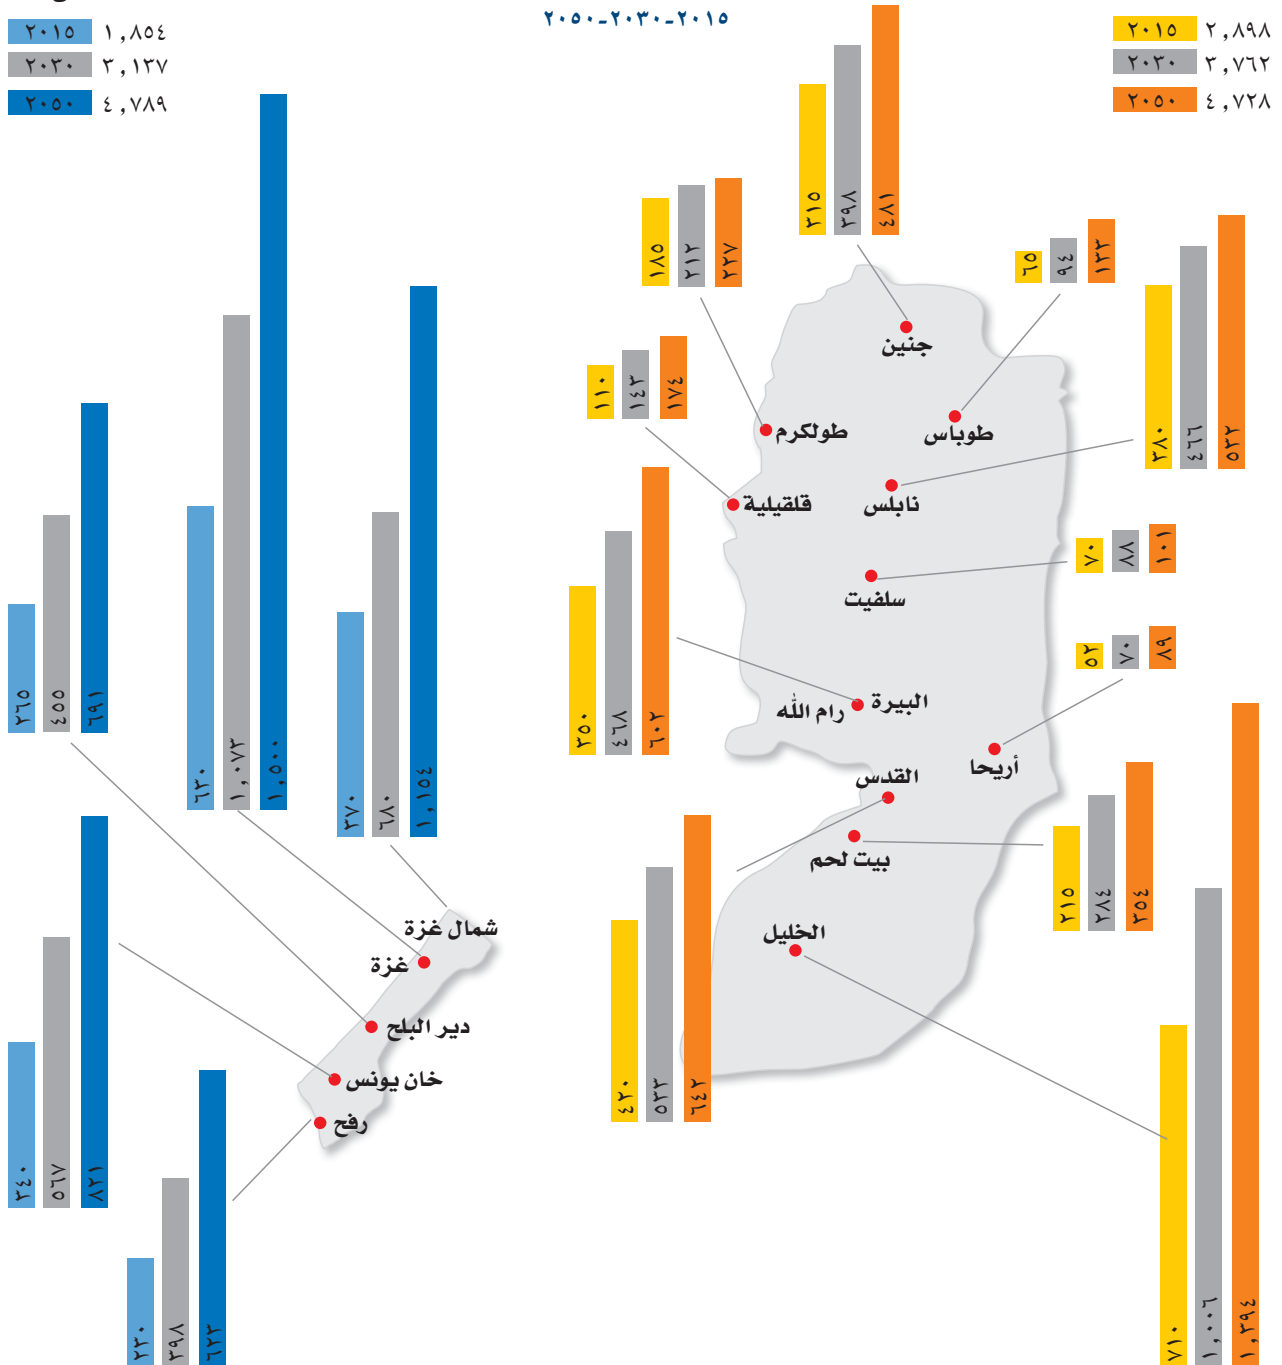 ٢٠١٥-٢٠٣٠-٢٠٥٠
٢٠١٥ ٢,٨٩٨
٢٠٣٠ ٣,٧٦٢
٢٠٥٠ ٤,٧٢٨
٢٠١٥ ١,٨٥٤
٢٠٣٠ ٣,١٣٧
٢٠٥٠ ٤,٧٨٩
٣١٥ ٣٩٨ ٤٨١
جنين
١٨٥ ٢١٢ ٢٢٧
طولكرم
٦٥ ٩٤ ١٣٣
طوباس
١١٠ ١٤٣ ١٧٤
قلقيلية
٣٨٠ ٤٦٦ ٥٣٢
نابلس
٧٠ ٨٨ ١٠١
سلفيت
٣٥٠ ٤٦٨ ٦٠٢
البيرة
رام الله
٥٢ ٧٠ ٨٩
أريحا
القدس
٤٢٠ ٥٣٣ ٦٤٢
بيت لحم
٢١٥ ٢٨٤ ٣٥٤
الخليل
٧١٠ ١,٠٠٦ ١,٣٩٤
٣٧٠ ٦٨٠ ١,١٥٤
شمال غزة
٦٣٠ ١,٠٧٣ ١,٥٠٠
غزة
٢٦٥ ٤٥٥ ٦٩١
دير البلح
٣٤٠ ٥٦٧ ٨٢١
خان يونس
٢٣٠ ٣٩٨ ٦٢٣
رفح